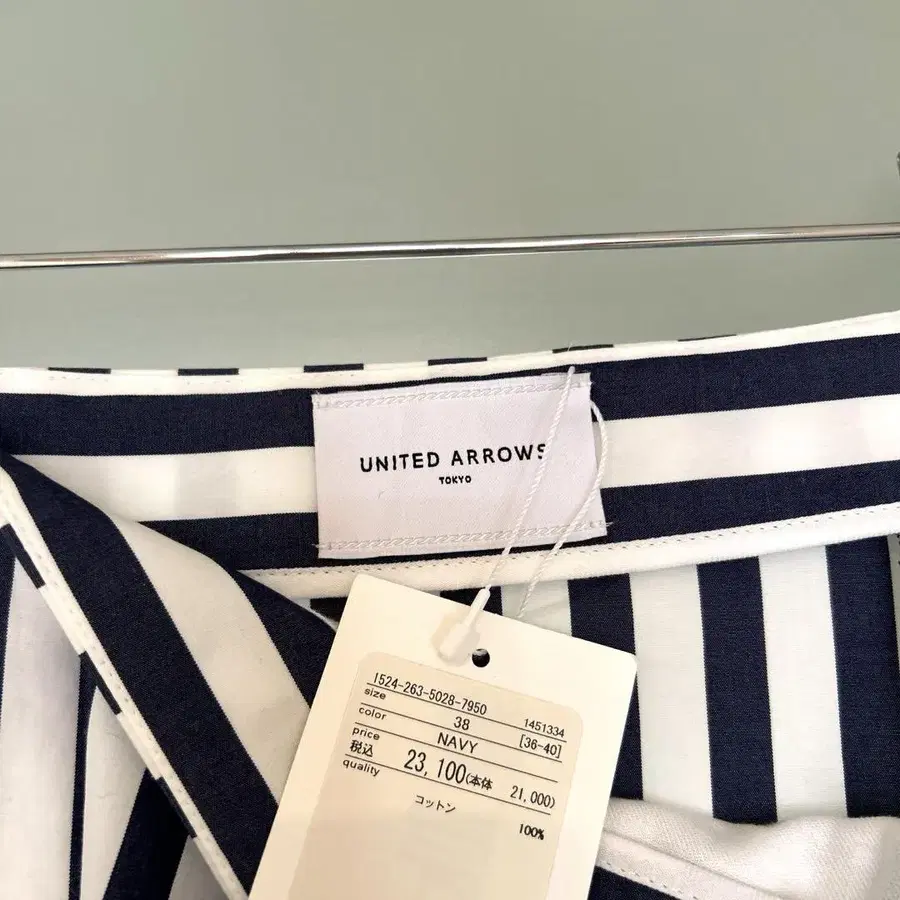 UNITED ARROWS
TOKYO
1524-263-5028-7950
size 1451334
color 38 [36-40]
price NAVY
税込 23,100(本体 21,000)
quality
コットン
100%